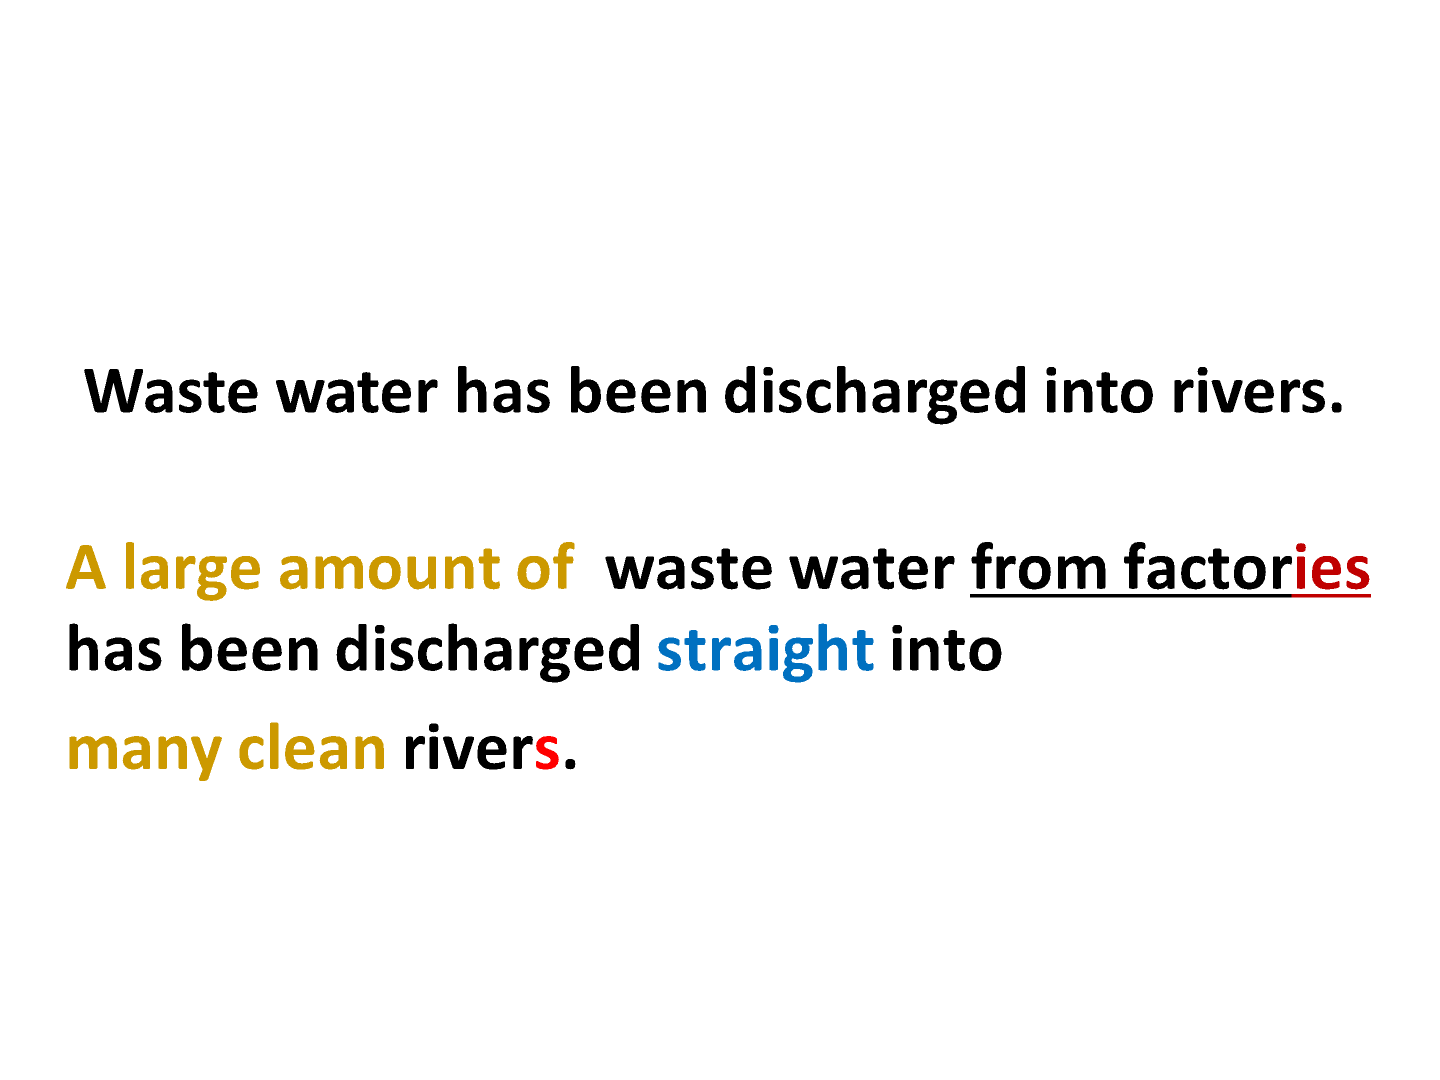 Waste water has been discharged into rivers.
A large amount of waste water from factories
has been discharged straight into
many clean rivers.